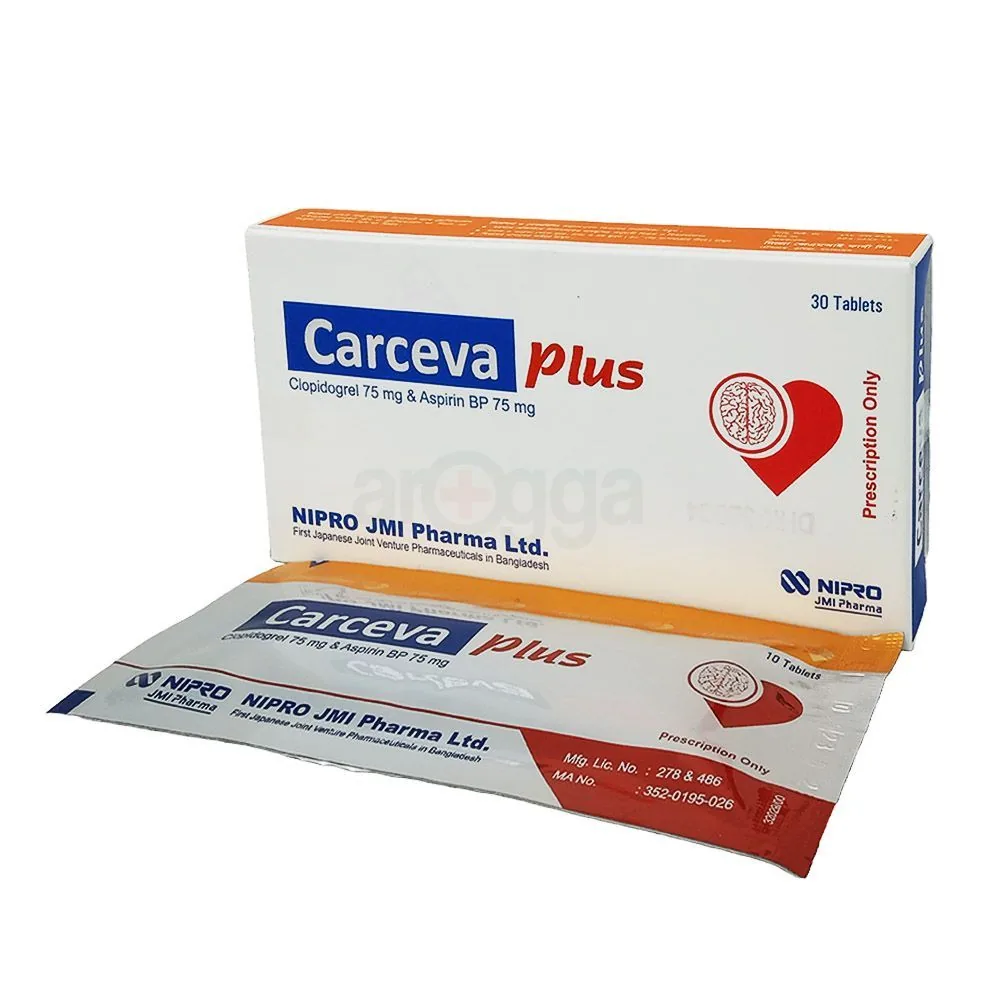 30 Tablets
Carceva Plus
Clopidogrel 75 mg & Aspirin BP 75 mg
Prescription Only
arogga
NIPRO JMI Pharma Ltd.
First Japanese Joint Venture Pharmaceuticals in Bangladesh
NIPRO
JMI Pharma
Carceva Plus
Clopidogrel 75 mg & Aspirin BP 75 mg
10 Tablets
NIPRO
JMI Pharma
NIPRO JMI Pharma Ltd.
First Japanese Joint Venture Pharmaceuticals in Bangladesh
Prescription Only
Mfg. Lic. No. : 278 & 486
MA No. : 352-0195-026